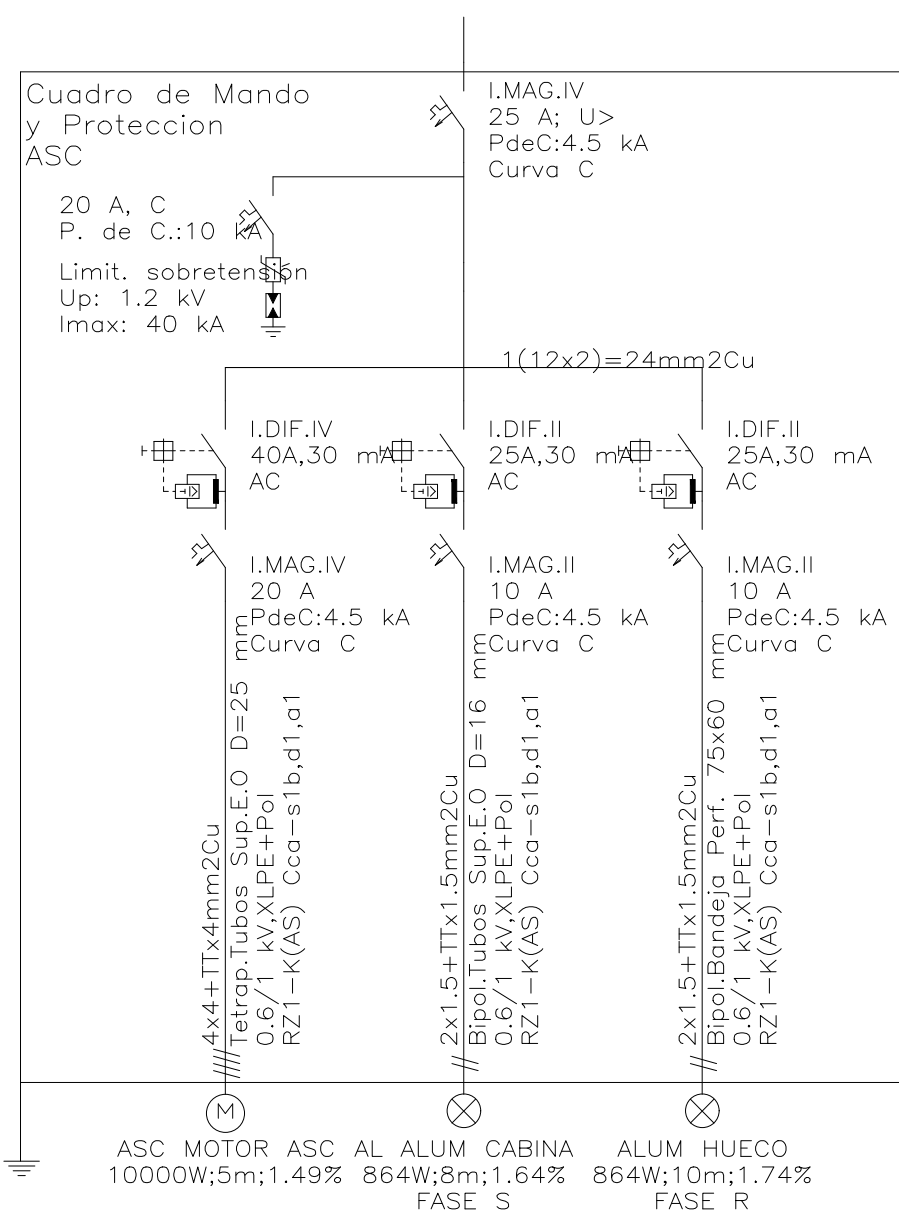 Cuadro de Mando
y Proteccion
ASC
I.MAG.IV
25 A; U>
PdeC:4.5 kA
Curva C
20 A, C
P. de C.:10 kA
Limit. sobretensión
Up: 1.2 kV
Imax: 40 kA
1(12x2)=24mm2Cu
I.DIF.IV
40A,30 mA
AC
I.DIF.II
25A,30 mA
AC
I.DIF.II
25A,30 mA
AC
I.MAG.IV
20 A
PdeC:4.5 kA
Curva C
I.MAG.II
10 A
PdeC:4.5 kA
Curva C
I.MAG.II
10 A
PdeC:4.5 kA
Curva C
4x4+TTx4mm2Cu
Tetrap.Tubos Sup.E.O D=25 mm
0.6/1 kV,XLPE+Pol
RZ1-K(AS) Cca-s1b,d1,a1
2x1.5+TTx1.5mm2Cu
Bipol.Tubos Sup.E.O D=16 mm
0.6/1 kV,XLPE+Pol
RZ1-K(AS) Cca-s1b,d1,a1
2x1.5+TTx1.5mm2Cu
Bipol.Bandeja Perf. 75x60 mm
0.6/1 kV,XLPE+Pol
RZ1-K(AS) Cca-s1b,d1,a1
M
ASC MOTOR ASC
10000W;5m;1.49%
AL ALUM CABINA
864W;8m;1.64%
FASE S
ALUM HUECO
864W;10m;1.74%
FASE R